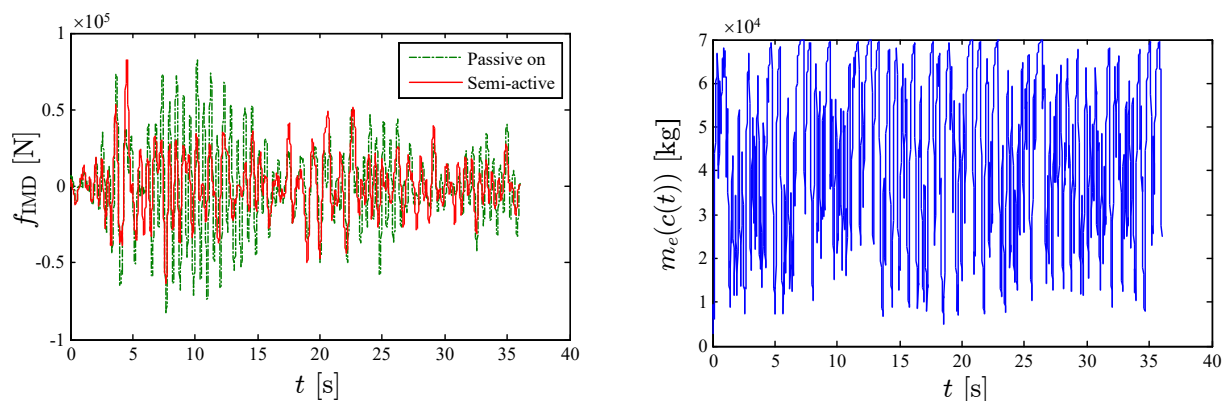 ×10⁵
1
0.5
0
-0.5
-1
f_IMD [N]
Passive on
Semi-active
0 5 10 15 20 25 30 35 40
t [s]
×10⁴
7
6
5
4
3
2
1
0
m_e(c(t)) [kg]
0 5 10 15 20 25 30 35 40
t [s]